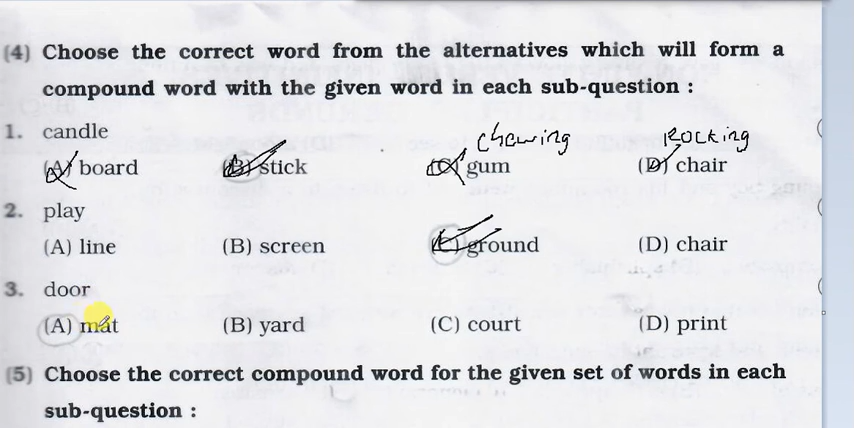 (4) Choose the correct word from the alternatives which will form a
compound word with the given word in each sub-question :
1. candle
chewing rocking
(A) board (B) stick (C) gum (D) chair
2. play
(A) line (B) screen (C) ground (D) chair
3. door
(A) mat (B) yard (C) court (D) print
(5) Choose the correct compound word for the given set of words in each
sub-question :